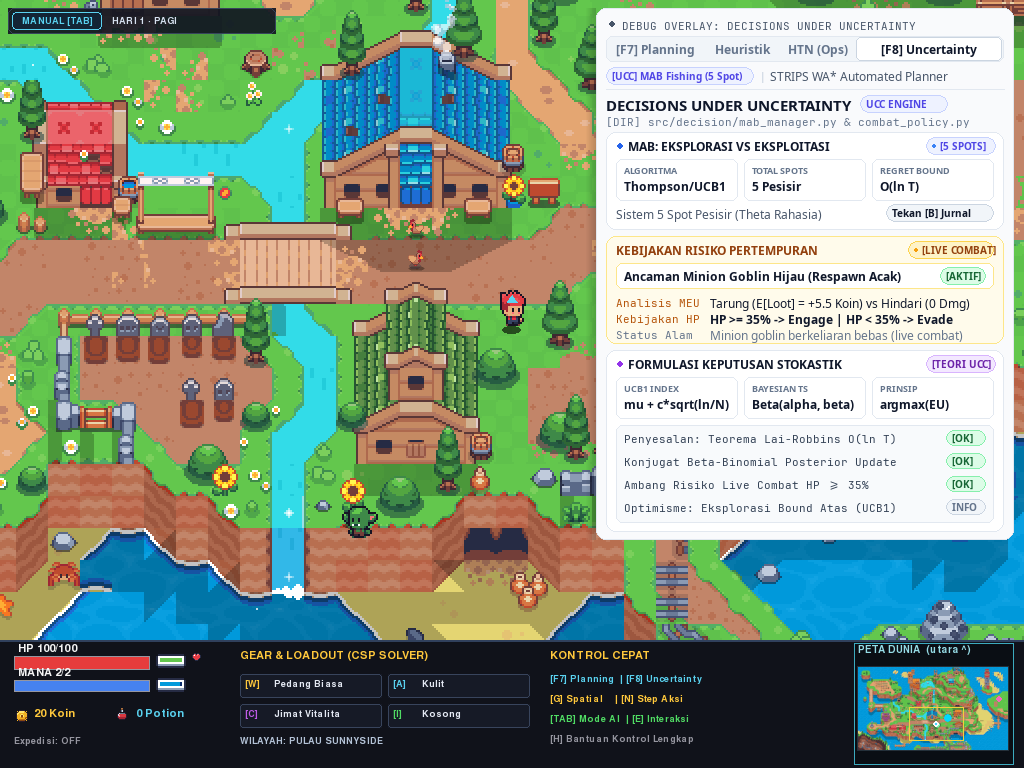 MANUAL [TAB] HARI 1 · PAGI
DEBUG OVERLAY: DECISIONS UNDER UNCERTAINTY
[F7] Planning Heuristik HTN (Ops) [F8] Uncertainty
[UCC] MAB Fishing (5 Spot) | STRIPS WA* Automated Planner
DECISIONS UNDER UNCERTAINTY UCC ENGINE
[DIR] src/decision/mab_manager.py & combat_policy.py
MAB: EKSPLORASI VS EKSPLOITASI [5 SPOTS]
ALGORITMA TOTAL SPOTS REGRET BOUND
Thompson/UCB1 5 Pesisir O(ln T)
Sistem 5 Spot Pesisir (Theta Rahasia) Tekan [B] Jurnal
KEBIJAKAN RISIKO PERTEMPURAN [LIVE COMBAT]
Ancaman Minion Goblin Hijau (Respawn Acak) [AKTIF]
Analisis MEU Tarung (E[Loot] = +5.5 Koin) vs Hindari (0 Dmg)
Kebijakan HP HP >= 35% -> Engage | HP < 35% -> Evade
Status Alam Minion goblin berkeliaran bebas (live combat)
FORMULASI KEPUTUSAN STOKASTIK [TEORI UCC]
UCB1 INDEX BAYESIAN TS PRINSIP
mu + c*sqrt(ln/N) Beta(alpha, beta) argmax(EU)
Penyesalan: Teorema Lai-Robbins O(ln T) [OK]
Konjugat Beta-Binomial Posterior Update [OK]
Ambang Risiko Live Combat HP ⩾ 35% [OK]
Optimisme: Eksplorasi Bound Atas (UCB1) INFO
HP 100/100
MANA 2/2
20 Koin 0 Potion
Expedisi: OFF
GEAR & LOADOUT (CSP SOLVER)
[W] Pedang Biasa [A] Kulit
[C] Jimat Vitalita [I] Kosong
WILAYAH: PULAU SUNNYSIDE
KONTROL CEPAT
[F7] Planning | [F8] Uncertainty
[G] Spatial | [N] Step Aksi
[TAB] Mode AI | [E] Interaksi
[H] Bantuan Kontrol Lengkap
PETA DUNIA (utara ^)